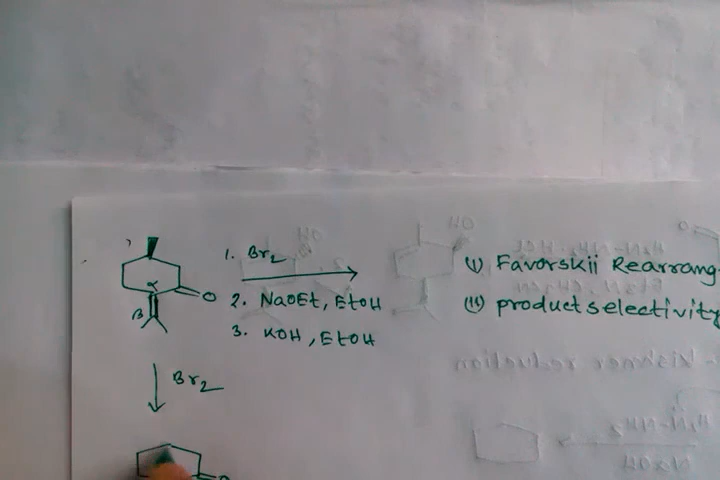 1. Br2
2. NaOEt, EtOH
3. KOH, EtOH
(i) Favorskii Rearrang
(ii) product selectivity
α
O
β
Br2
O